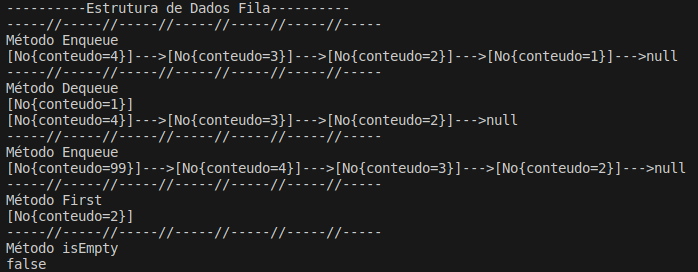 ----------Estrutura de Dados Fila----------
-----//-----//-----//-----//-----//-----//-----
Método Enqueue
[No{conteudo=4}]--->[No{conteudo=3}]--->[No{conteudo=2}]--->[No{conteudo=1}]--->null
-----//-----//-----//-----//-----//-----//-----
Método Dequeue
[No{conteudo=1}]
[No{conteudo=4}]--->[No{conteudo=3}]--->[No{conteudo=2}]--->null
-----//-----//-----//-----//-----//-----//-----
Método Enqueue
[No{conteudo=99}]--->[No{conteudo=4}]--->[No{conteudo=3}]--->[No{conteudo=2}]--->null
-----//-----//-----//-----//-----//-----//-----
Método First
[No{conteudo=2}]
-----//-----//-----//-----//-----//-----//-----
Método isEmpty
false